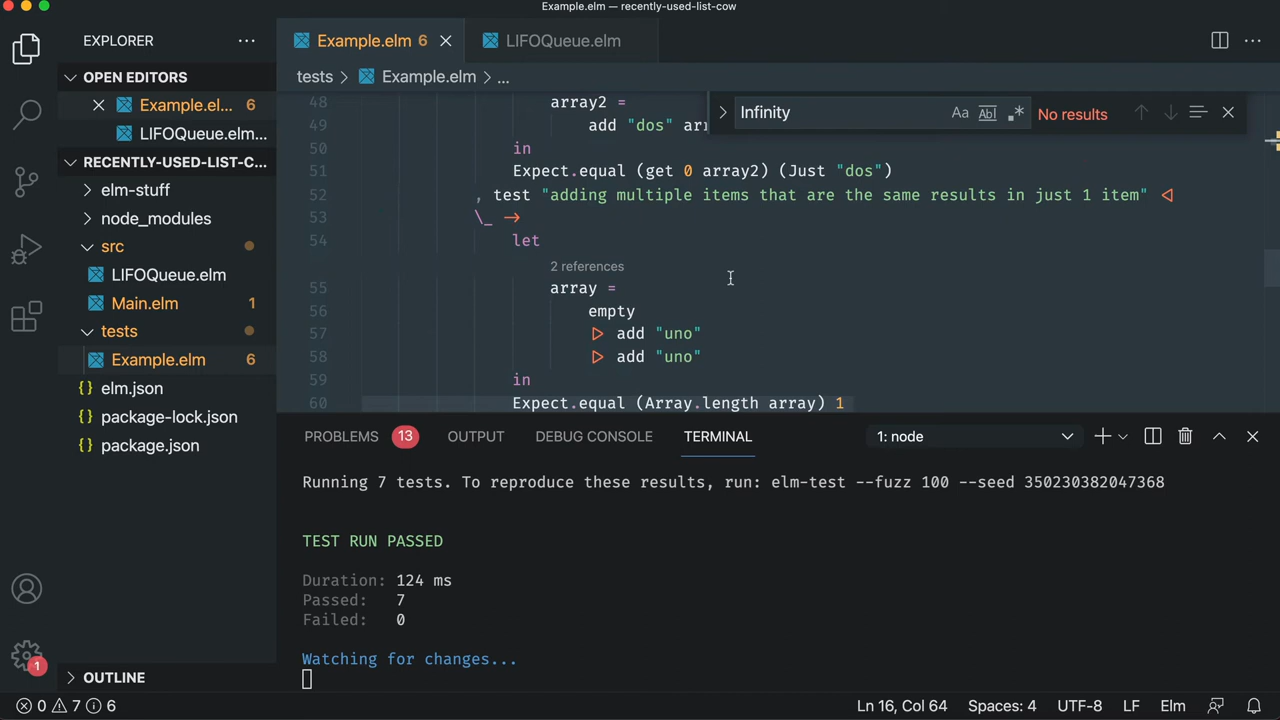 Example.elm — recently-used-list-cow
EXPLORER
Example.elm 6
LIFOQueue.elm
OPEN EDITORS
Example.el... 6
LIFOQueue.elm...
RECENTLY-USED-LIST-C...
elm-stuff
node_modules
src
LIFOQueue.elm
Main.elm 1
tests
Example.elm 6
elm.json
package-lock.json
package.json
OUTLINE
tests > Example.elm > ...
Infinity
Aa Abl .* No results
48 array2 =
49 add "dos" arr
50 in
51 Expect.equal (get 0 array2) (Just "dos")
52 , test "adding multiple items that are the same results in just 1 item" <|
53 \_ ->
54 let
2 references
55 array =
56 empty
57 |> add "uno"
58 |> add "uno"
59 in
60 Expect.equal (Array.length array) 1
PROBLEMS 13 OUTPUT DEBUG CONSOLE TERMINAL 1: node
Running 7 tests. To reproduce these results, run: elm-test --fuzz 100 --seed 350230382047368
TEST RUN PASSED
Duration: 124 ms
Passed: 7
Failed: 0
Watching for changes...
1
0 7 6 Ln 16, Col 64 Spaces: 4 UTF-8 LF Elm